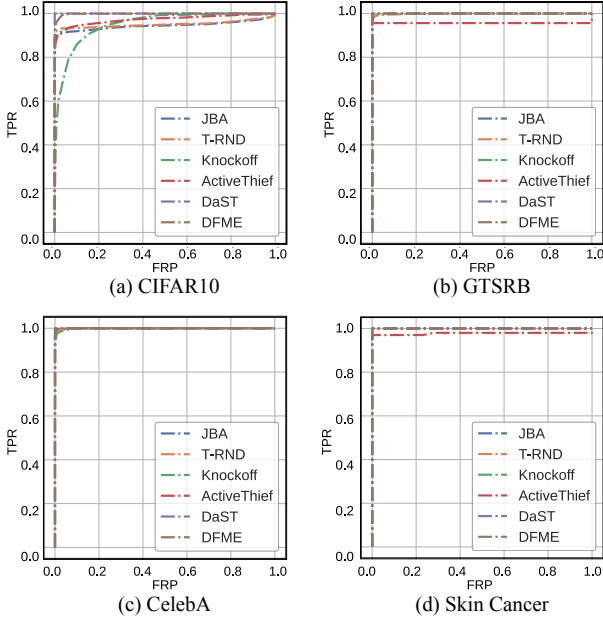 TPR
1.0
0.8
0.6
0.4
0.2
0.0
JBA
T-RND
Knockoff
ActiveThief
DaST
DFME
0.0 0.2 0.4 0.6 0.8 1.0
FRP
(a) CIFAR10
TPR
1.0
0.8
0.6
0.4
0.2
0.0
JBA
T-RND
Knockoff
ActiveThief
DaST
DFME
0.0 0.2 0.4 0.6 0.8 1.0
FRP
(b) GTSRB
TPR
1.0
0.8
0.6
0.4
0.2
0.0
JBA
T-RND
Knockoff
ActiveThief
DaST
DFME
0.0 0.2 0.4 0.6 0.8 1.0
FRP
(c) CelebA
TPR
1.0
0.8
0.6
0.4
0.2
0.0
JBA
T-RND
Knockoff
ActiveThief
DaST
DFME
0.0 0.2 0.4 0.6 0.8 1.0
FRP
(d) Skin Cancer